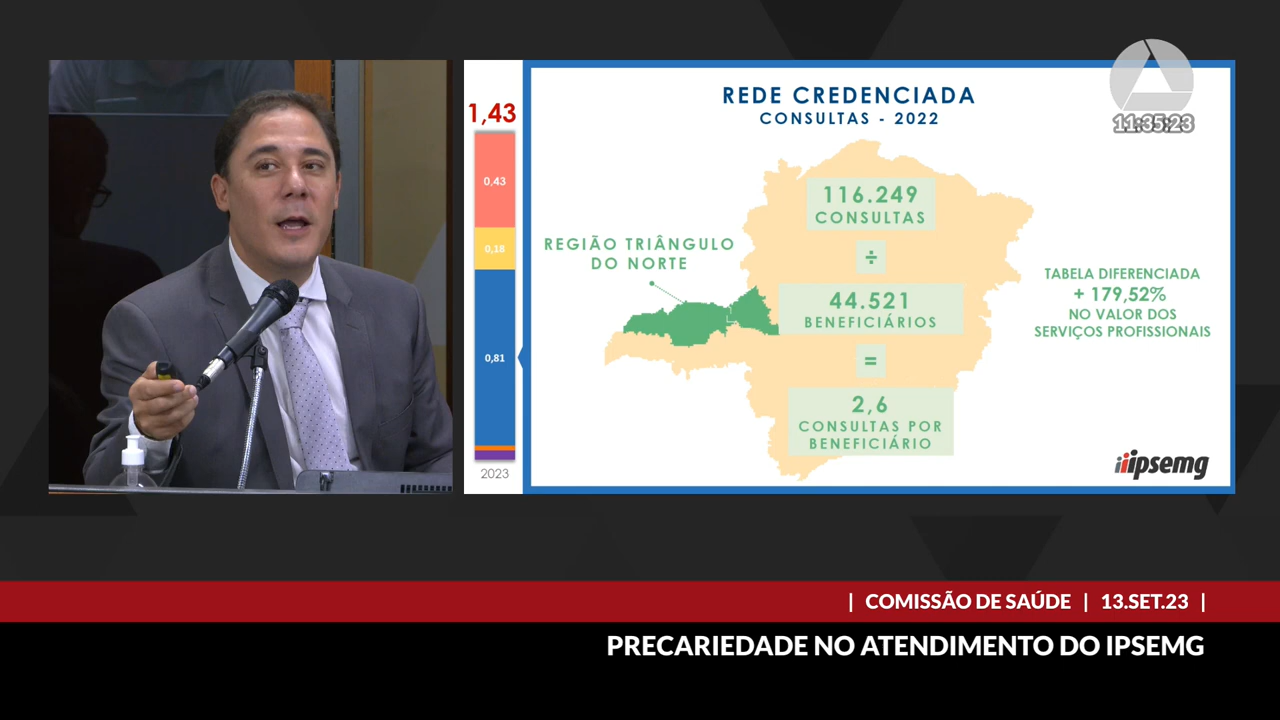 1,43
0,43
0,18
0,81
2023
REDE CREDENCIADA
CONSULTAS - 2022
REGIÃO TRIÂNGULO
DO NORTE
116.249
CONSULTAS
÷
44.521
BENEFICIÁRIOS
=
2,6
CONSULTAS POR
BENEFICIÁRIO
TABELA DIFERENCIADA
+ 179,52%
NO VALOR DOS
SERVIÇOS PROFISSIONAIS
ipsemg
11:35:23
| COMISSÃO DE SAÚDE | 13.SET.23 |
PRECARIEDADE NO ATENDIMENTO DO IPSEMG